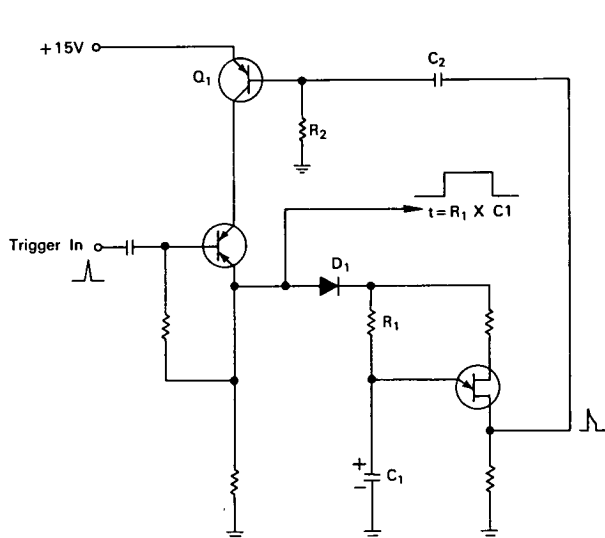 +15V
Q1
C2
R2
t = R1 X C1
Trigger In
D1
R1
C1